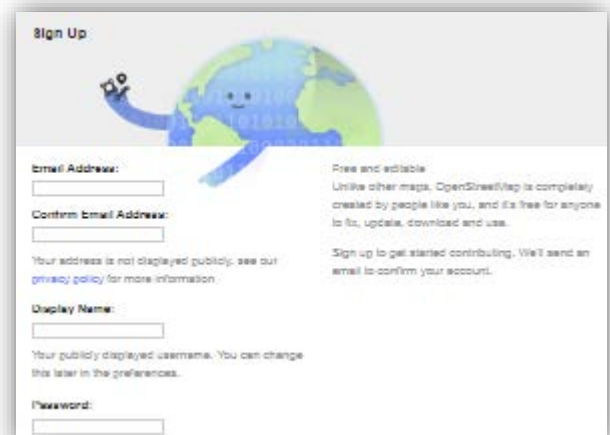 Sign Up
Email Address:
Confirm Email Address:
Your address is not displayed publicly, see our
privacy policy for more information
Display Name:
Your publicly displayed username. You can change
this later in the preferences.
Password:
Free and editable
Unlike other maps, OpenStreetMap is completely
created by people like you, and it's free for anyone
to fix, update, download and use.
Sign up to get started contributing. We'll send an
email to confirm your account.